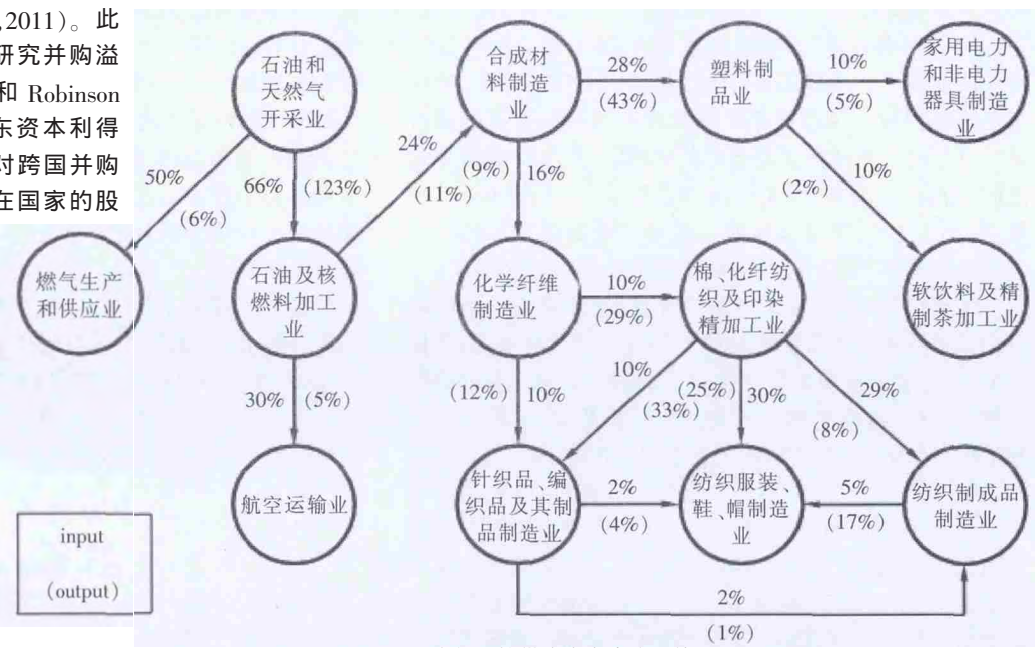 ,2011)。此
研究并购溢
和 Robinson
东资本利得
对跨国并购
在国家的股
石油和
天然气
开采业
合成材
料制造
业
28%
(43%)
塑料制
品业
10%
(5%)
家用电力
和非电力
器具制造
业
50%
(6%)
66%
(123%)
24%
(11%)
(9%)
16%
(2%)
10%
燃气生产
和供应业
石油及核
燃料加工
业
化学纤维
制造业
10%
(29%)
棉、化纤纺
织及印染
精加工业
软饮料及精
制茶加工业
30%
(5%)
(12%)
10%
10%
(33%)
(25%)
30%
29%
(8%)
航空运输业
针织品、编
织品及其制
品制造业
2%
(4%)
纺织服装、
鞋、帽制造
业
5%
(17%)
纺织制成品
制造业
2%
(1%)
input
(output)